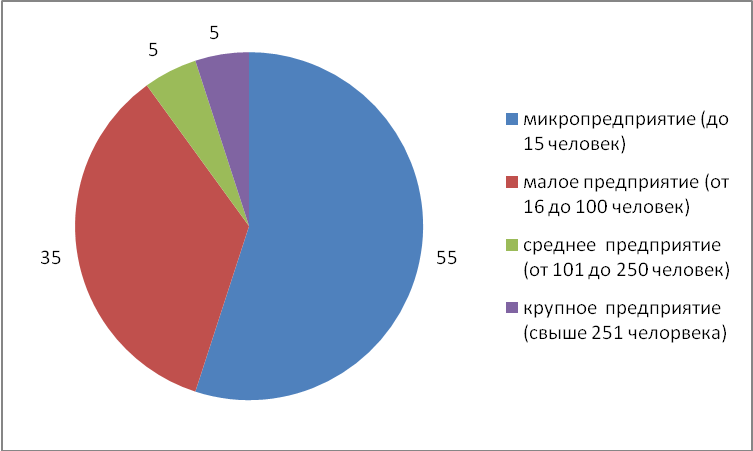 5
5
35
55
микропредприятие (до
15 человек)
малое предприятие (от
16 до 100 человек)
среднее предприятие
(от 101 до 250 человек)
крупное предприятие
(свыше 251 челорвека)